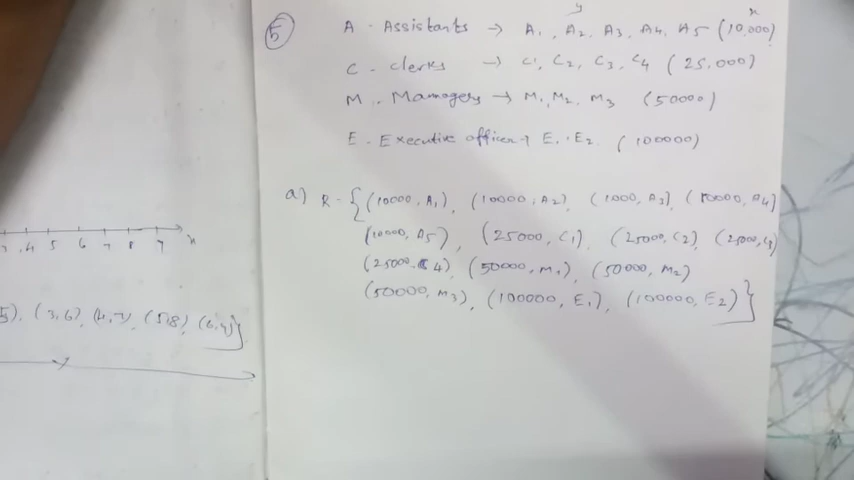 y x
5 A - Assistants → A1, A2, A3, A4, A5 (10,000)
C - Clerks → C1, C2, C3, C4 (25,000)
M - Managers → M1, M2, M3 (50000)
E - Executive officer → E1, E2 (100000)
a) R = {(10000, A1), (10000, A2), (1000, A3), (10000, A4)
(10000, A5), (25000, C1), (25000, C2), (25000, C3)
(25000, C4), (50000, M1), (50000, M2)
(50000, M3), (100000, E1), (100000, E2)}
4 5 6 7 8 9 x
(3,6), (4,7), (5,8), (6,9)}